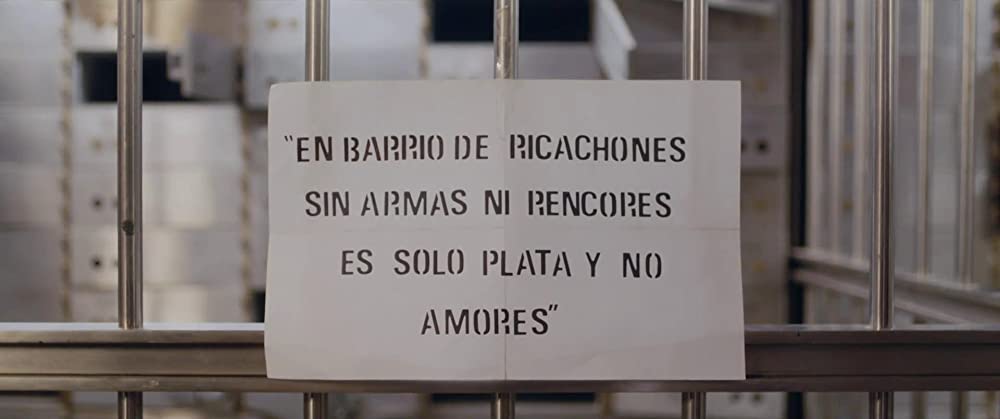 "EN BARRIO DE RICACHONES
SIN ARMAS NI RENCORES
ES SOLO PLATA Y NO
AMORES"